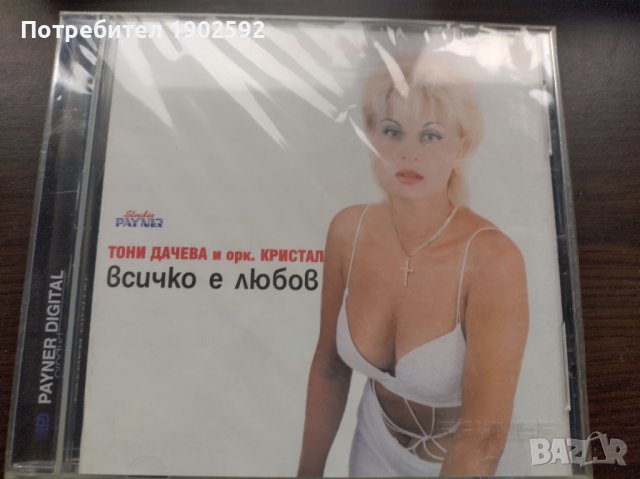 Потребител 1902592
Studio
PAYNER
ТОНИ ДАЧЕВА и орк. КРИСТАЛ
всичко е любов
PAYNER DIGITAL
BAZAR